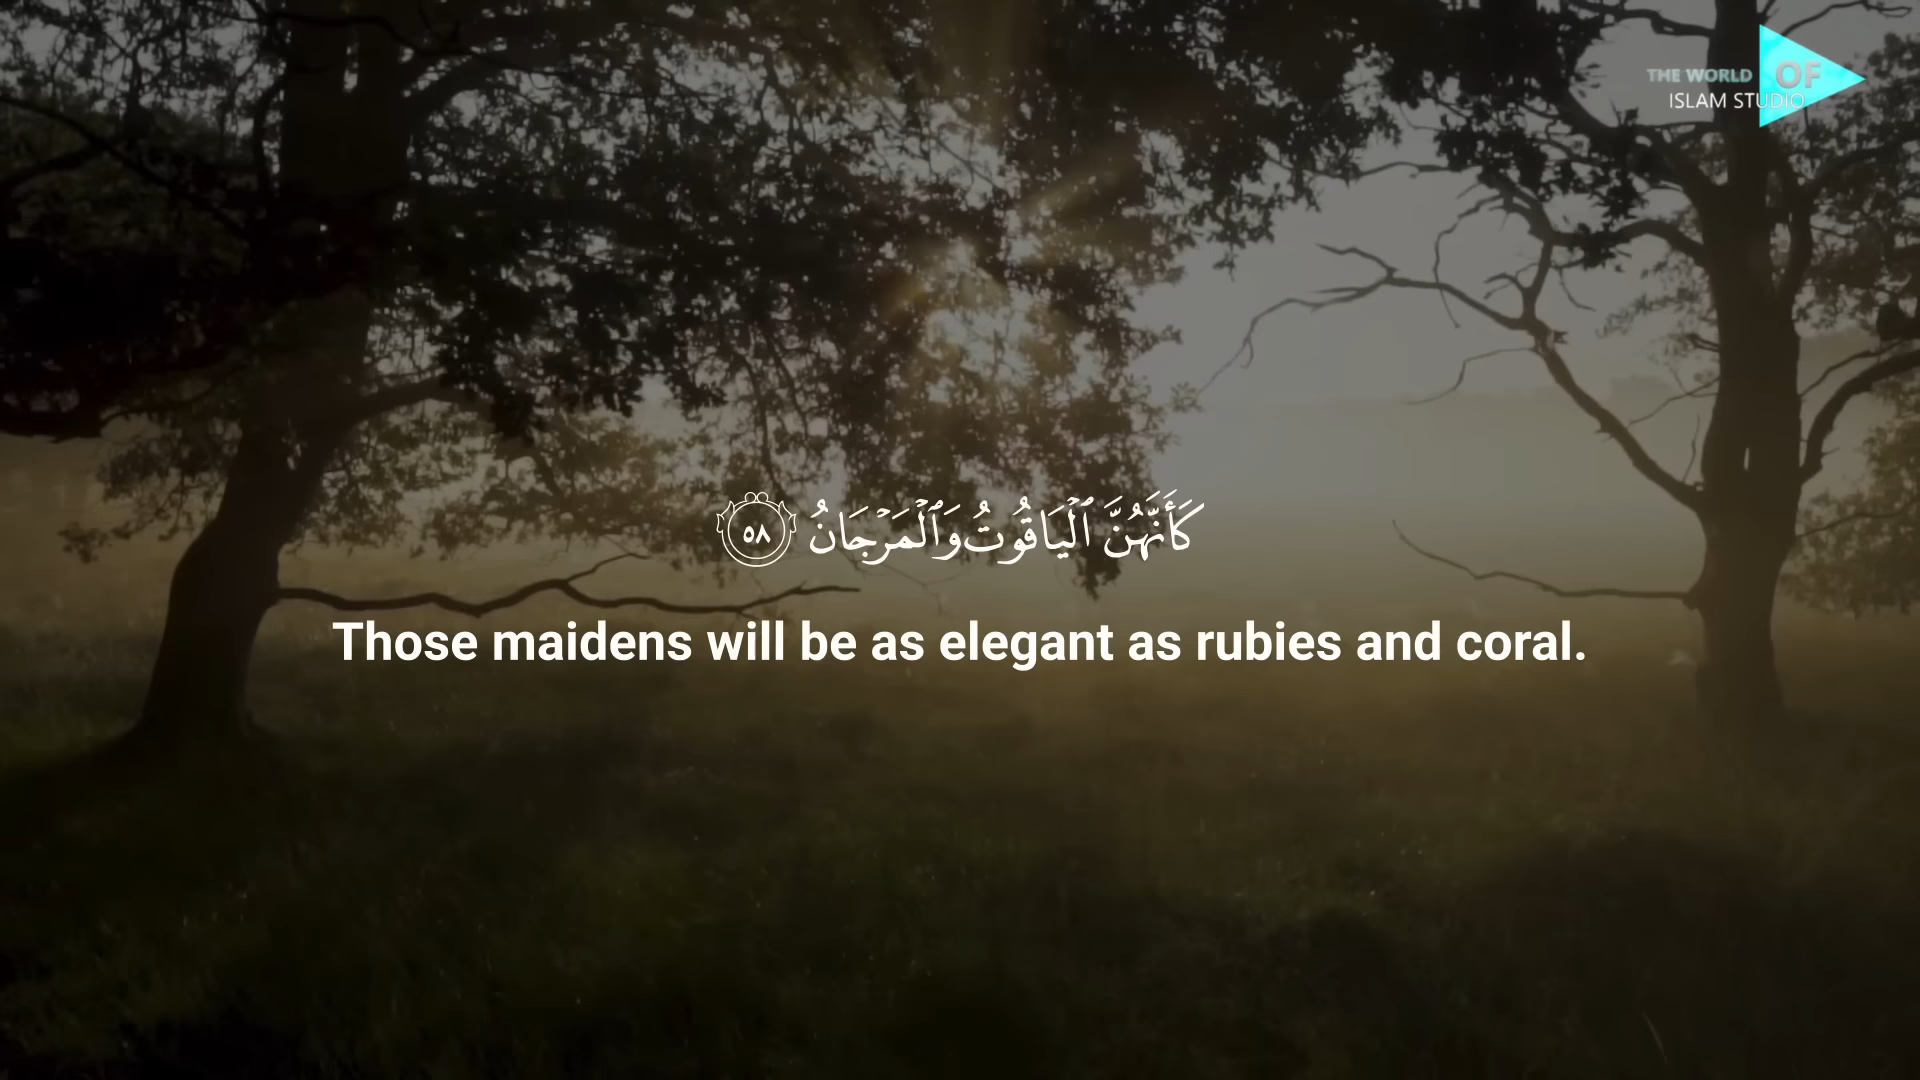 THE WORLD OF
ISLAM STUDIO
كَأَنَّهُنَّ ٱلۡيَاقُوتُ وَٱلۡمَرۡجَانُ ٥٨
Those maidens will be as elegant as rubies and coral.